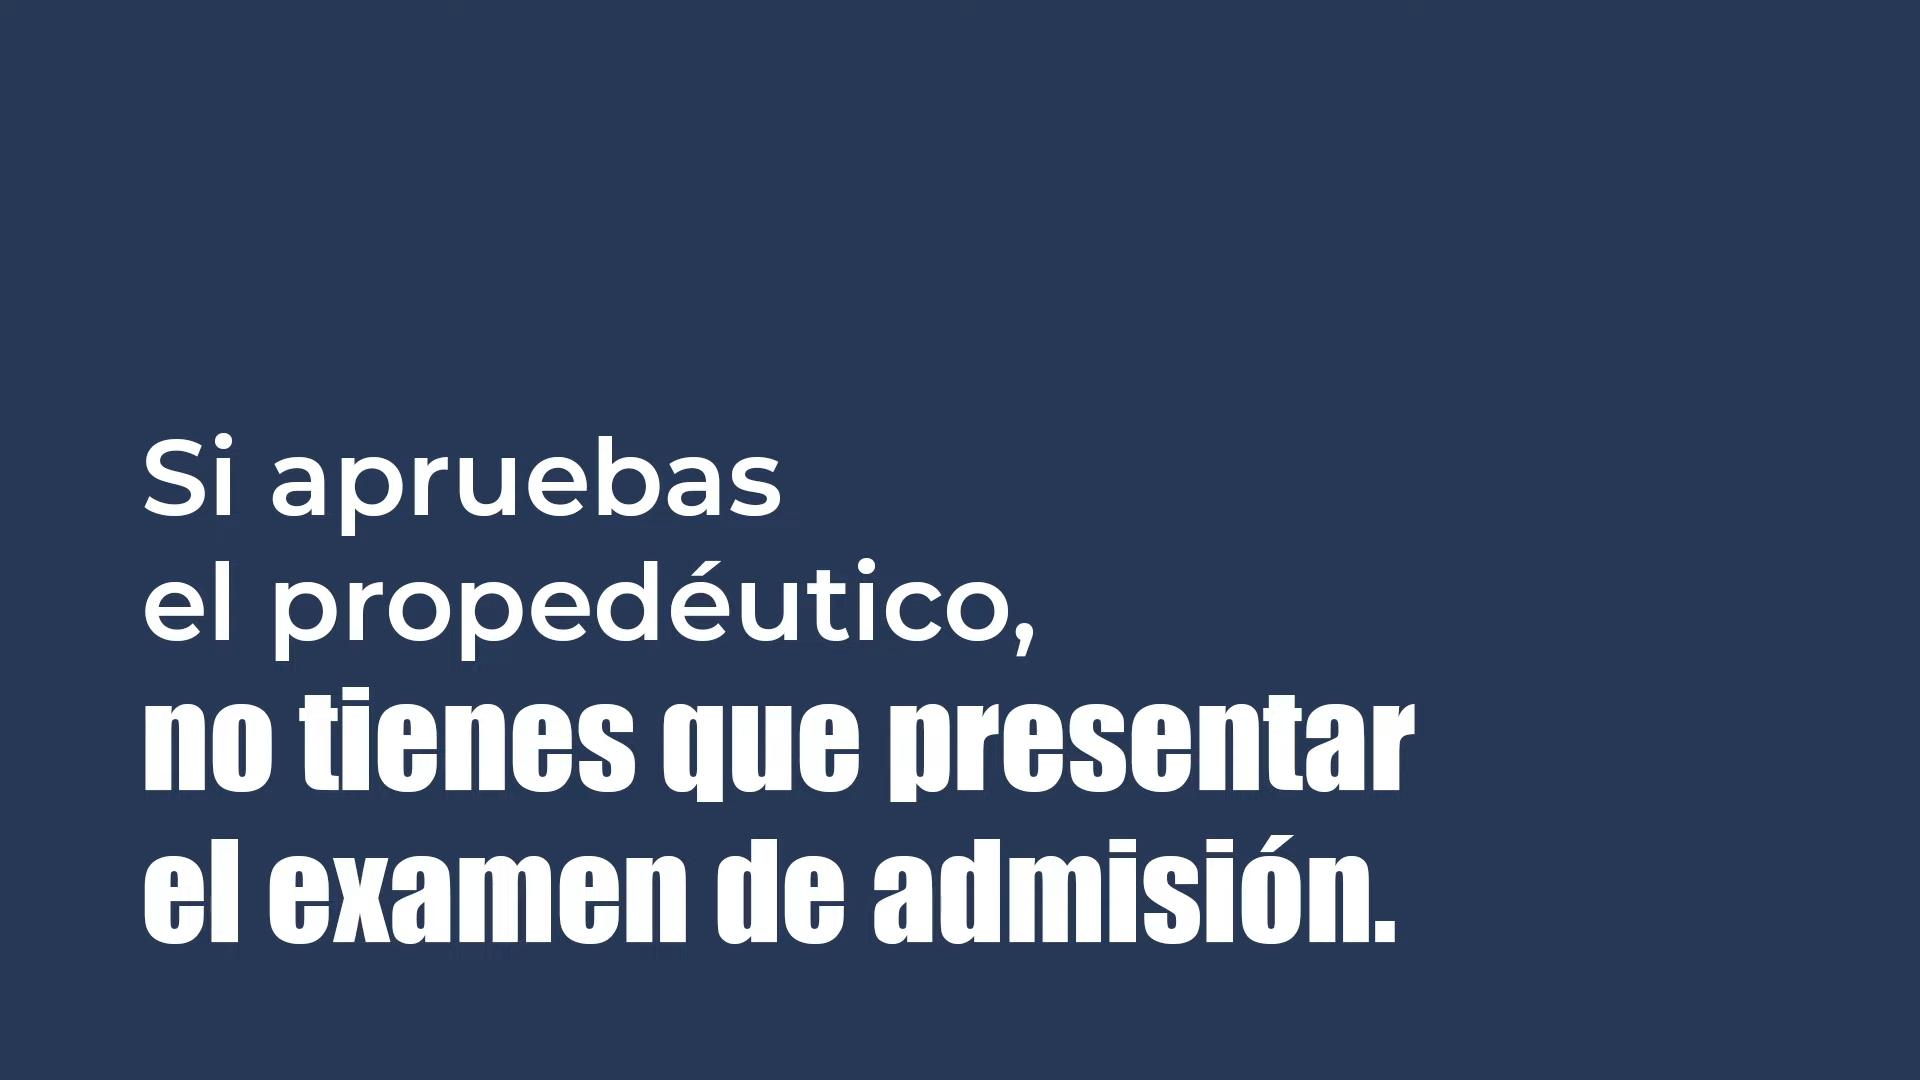 Si apruebas
el propedéutico,
no tienes que presentar
el examen de admisión.